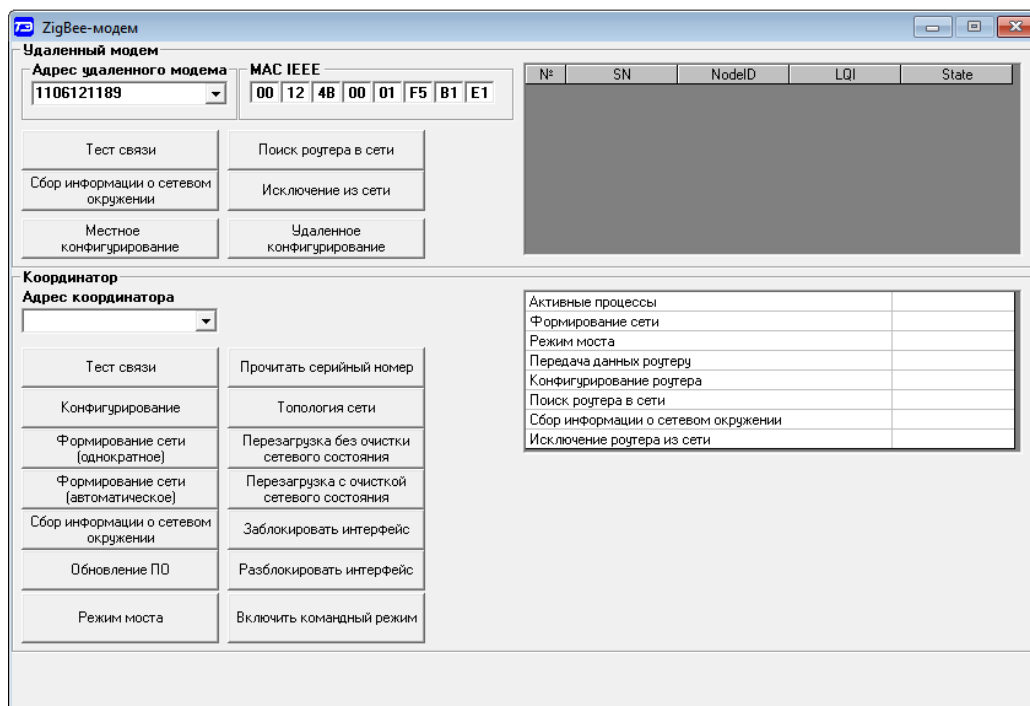 ТЭ ZigBee-модем
Удаленный модем
Адрес удаленного модема
1106121189
MAC IEEE
00 12 4B 00 01 F5 B1 E1
№ SN NodeID LQI State
Тест связи
Поиск роутера в сети
Сбор информации о сетевом
окружении
Исключение из сети
Местное
конфигурирование
Удаленное
конфигурирование
Координатор
Адрес координатора
Тест связи
Прочитать серийный номер
Конфигурирование
Топология сети
Формирование сети
(однократное)
Перезагрузка без очистки
сетевого состояния
Формирование сети
(автоматическое)
Перезагрузка с очисткой
сетевого состояния
Сбор информации о сетевом
окружении
Заблокировать интерфейс
Обновление ПО
Разблокировать интерфейс
Режим моста
Включить командный режим
Активные процессы
Формирование сети
Режим моста
Передача данных роутеру
Конфигурирование роутера
Поиск роутера в сети
Сбор информации о сетевом окружении
Исключение роутера из сети